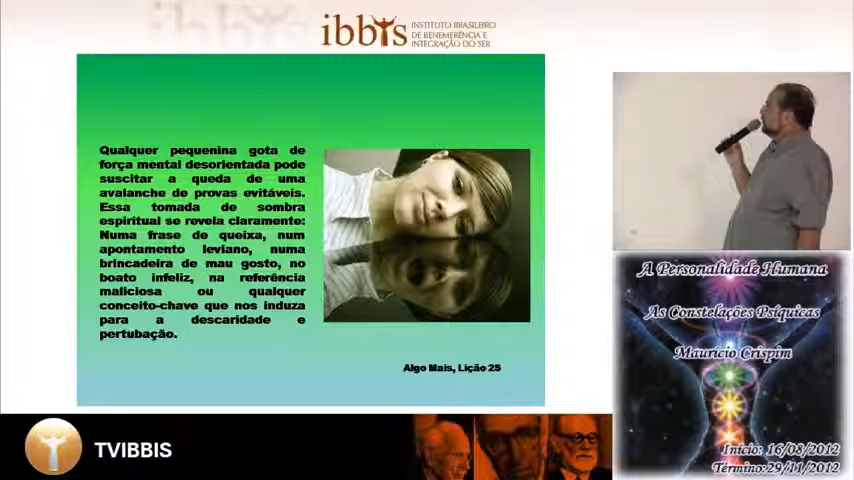 ibbis
INSTITUTO BRASILEIRO
DE BENEMERÊNCIA E
INTEGRAÇÃO DO SER
Qualquer pequenina gota de
força mental desorientada pode
suscitar a queda de uma
avalanche de provas evitáveis.
Essa tomada de sombra
espiritual se revela claramente:
Numa frase de queixa, num
apontamento leviano, numa
brincadeira de mau gosto, no
boato infeliz, na referência
maliciosa ou qualquer
conceito-chave que nos induza
para a descaridade e
pertubação.
Algo Mais, Lição 25
A Personalidade Humana
As Constelações Psíquicas
Maurício Crispim
Início: 16/08/2012
Término:29/11/2012
TVIBBIS